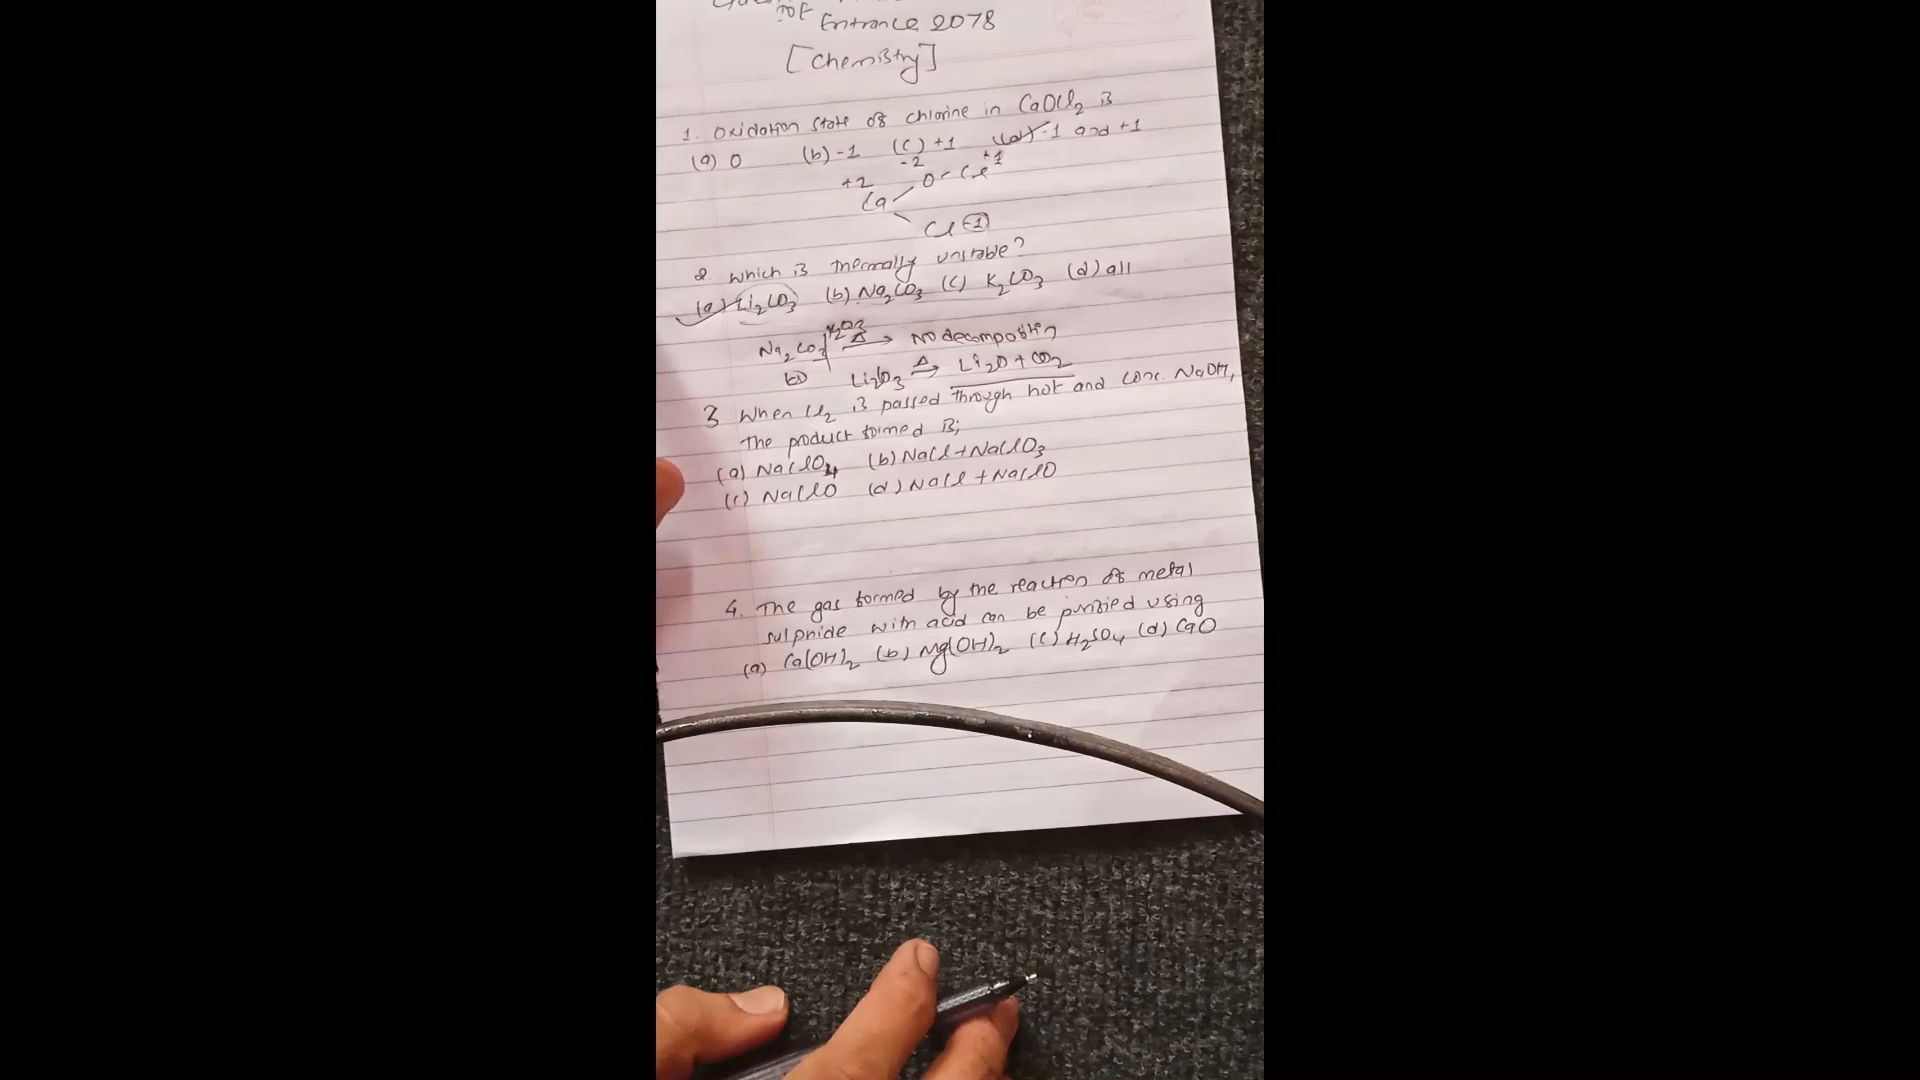 of
Entrance 2078
[Chemistry]
1. Oxidation state of chlorine in CaOCl2 is
(a) 0 (b) -1 (c) +1 (d) -1 and +1
+2 -2 +1
Ca O-Cl
Cl -1
2. Which is thermally unstable?
(a) Li2CO3 (b) Na2CO3 (c) K2CO3 (d) all
Na2CO3 Δ → No decomposition
Li2CO3 Δ → Li2O + CO2
3 When Cl2 is passed through hot and conc. NaOH,
the product formed is;
(a) NaClO4 (b) NaCl + NaClO3
(c) NaClO (d) NaCl + NaClO
4. The gas formed by the reaction of metal
sulphide with acid can be purified using
(a) Ca(OH)2 (b) Mg(OH)2 (c) H2SO4 (d) CaO